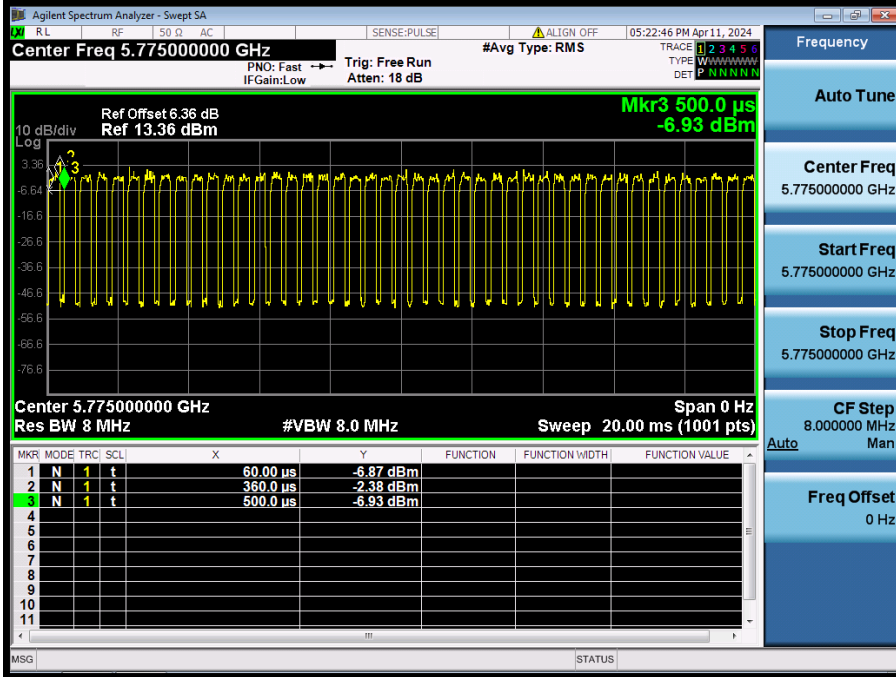 Agilent Spectrum Analyzer - Swept SA
LXI RL RF 50 Ω AC SENSE:PULSE ALIGN OFF 05:22:46 PM Apr 11, 2024
Center Freq 5.775000000 GHz
#Avg Type: RMS
TRACE 1 2 3 4 5 6
TYPE WWWWWW
DET P N N N N N
PNO: Fast
IFGain:Low
Trig: Free Run
Atten: 18 dB
Frequency
Auto Tune
Center Freq
5.775000000 GHz
Start Freq
5.775000000 GHz
Stop Freq
5.775000000 GHz
CF Step
8.000000 MHz
Auto Man
Freq Offset
0 Hz
Mkr3 500.0 µs
-6.93 dBm
Ref Offset 6.36 dB
10 dB/div Ref 13.36 dBm
Log
1 2 3
3.36
-6.64
-16.6
-26.6
-36.6
-46.6
-56.6
-66.6
-76.6
Center 5.775000000 GHz Span 0 Hz
Res BW 8 MHz #VBW 8.0 MHz Sweep 20.00 ms (1001 pts)
MKR MODE TRC SCL X Y FUNCTION FUNCTION WIDTH FUNCTION VALUE
1 N 1 t 60.00 µs -6.87 dBm
2 N 1 t 360.0 µs -2.38 dBm
3 N 1 t 500.0 µs -6.93 dBm
4
5
6
7
8
9
10
11
MSG STATUS